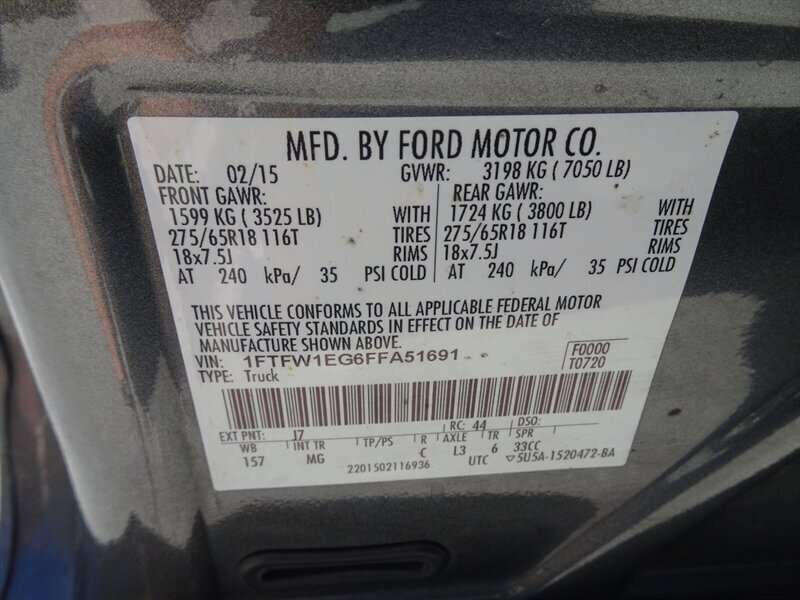 MFD. BY FORD MOTOR CO.
DATE: 02/15 GVWR: 3198 KG ( 7050 LB)
FRONT GAWR: REAR GAWR:
1599 KG ( 3525 LB) WITH 1724 KG ( 3800 LB) WITH
275/65R18 116T TIRES 275/65R18 116T TIRES
18x7.5J RIMS 18x7.5J RIMS
AT 240 kPa/ 35 PSI COLD AT 240 kPa/ 35 PSI COLD
THIS VEHICLE CONFORMS TO ALL APPLICABLE FEDERAL MOTOR
VEHICLE SAFETY STANDARDS IN EFFECT ON THE DATE OF
MANUFACTURE SHOWN ABOVE.
VIN: 1FTFW1EG6FFA51691 F0000
TYPE: Truck T0720
EXT PNT: J7 RC: 44 DSO:
WB INT TR TP/PS R AXLE TR SPR
157 MG C L3 6 33CC
2201502116936 UTC ▽5U5A-1520472-BA